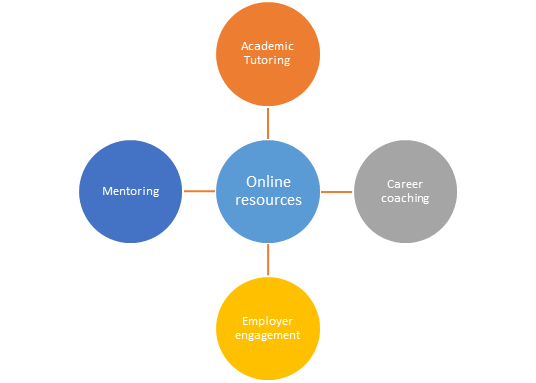 Academic
Tutoring
Mentoring
Online
resources
Career
coaching
Employer
engagement